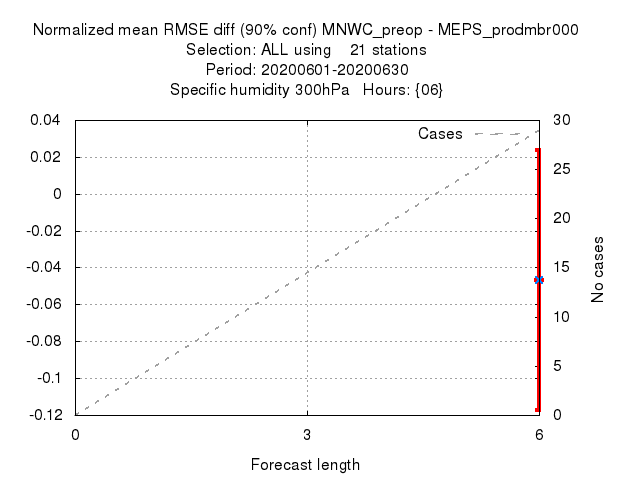 Normalized mean RMSE diff (90% conf) MNWC_preop - MEPS_prodmbr000
Selection: ALL using    21 stations
Period: 20200601-20200630
Specific humidity 300hPa   Hours: {06}
0.04
0.02
0
-0.02
-0.04
-0.06
-0.08
-0.1
-0.12
Cases
30
25
20
15
10
5
0
No cases
0 3 6
Forecast length